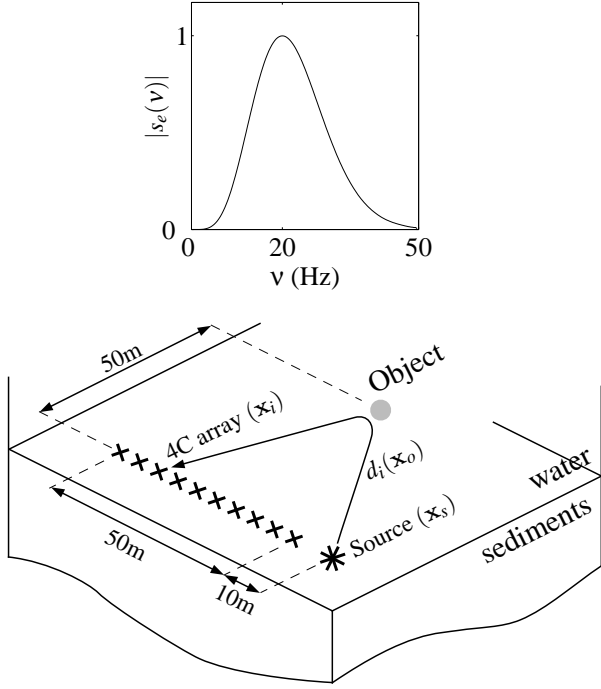 1
|s_e(ν)|
0
0 20 50
ν (Hz)
50m
Object
4C array (x_i)
d_i(x_o)
water
Source (x_s)
sediments
50m
10m